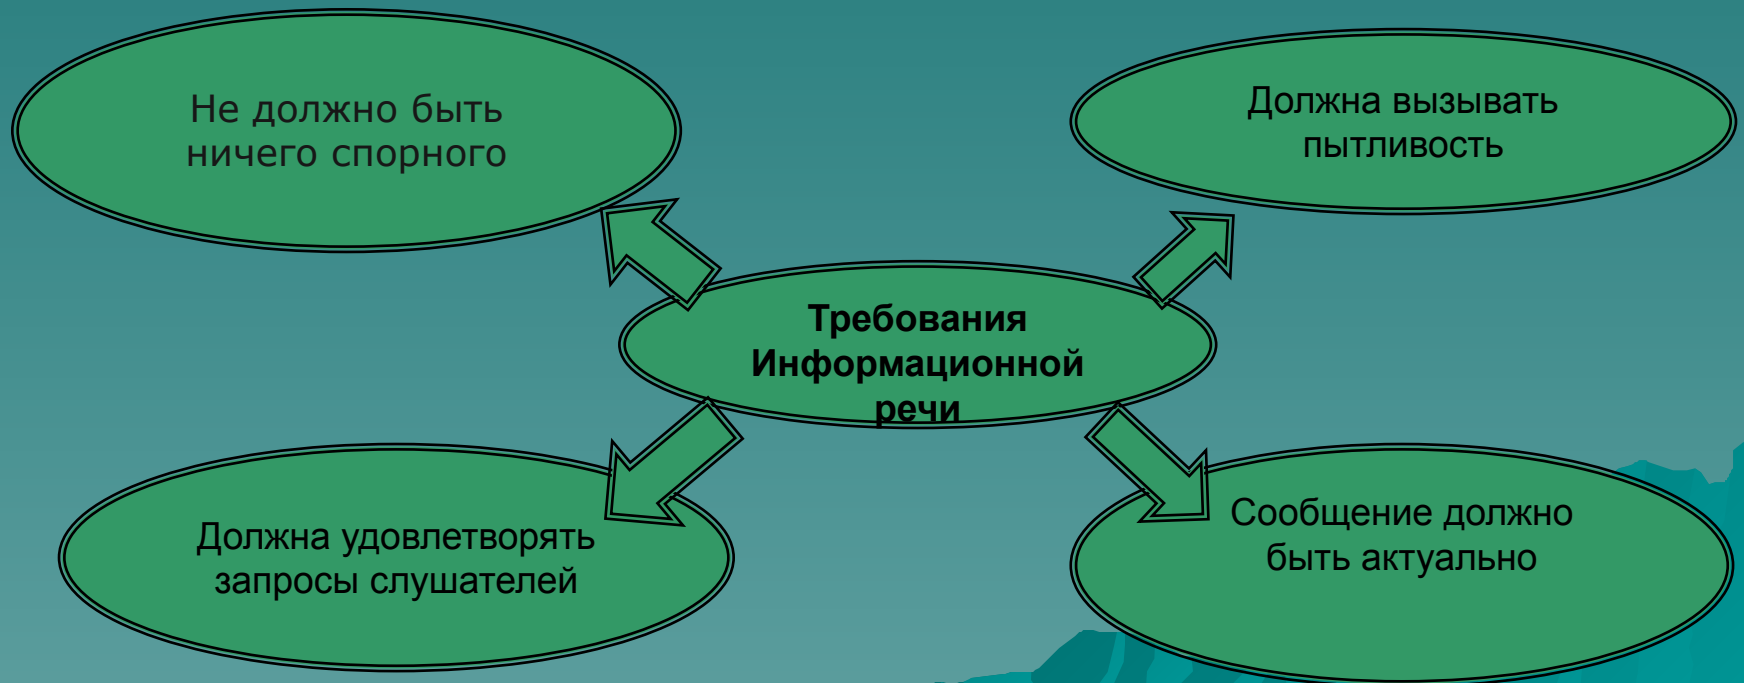 Не должно быть
ничего спорного
Должна вызывать
пытливость
Требования
Информационной
речи
Должна удовлетворять
запросы слушателей
Сообщение должно
быть актуально